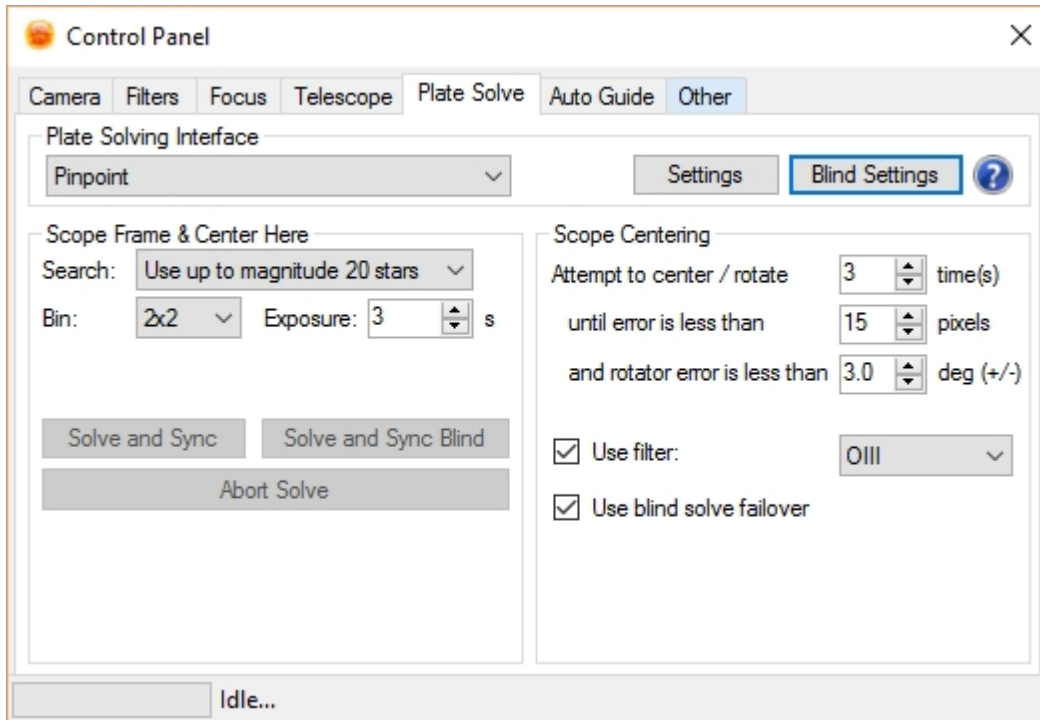 Control Panel
Camera Filters Focus Telescope Plate Solve Auto Guide Other
Plate Solving Interface
Pinpoint Settings Blind Settings ?
Scope Frame & Center Here
Search: Use up to magnitude 20 stars
Bin: 2x2 Exposure: 3 s
Solve and Sync Solve and Sync Blind
Abort Solve
Scope Centering
Attempt to center / rotate 3 time(s)
until error is less than 15 pixels
and rotator error is less than 3.0 deg (+/-)
Use filter: OIII
Use blind solve failover
Idle...